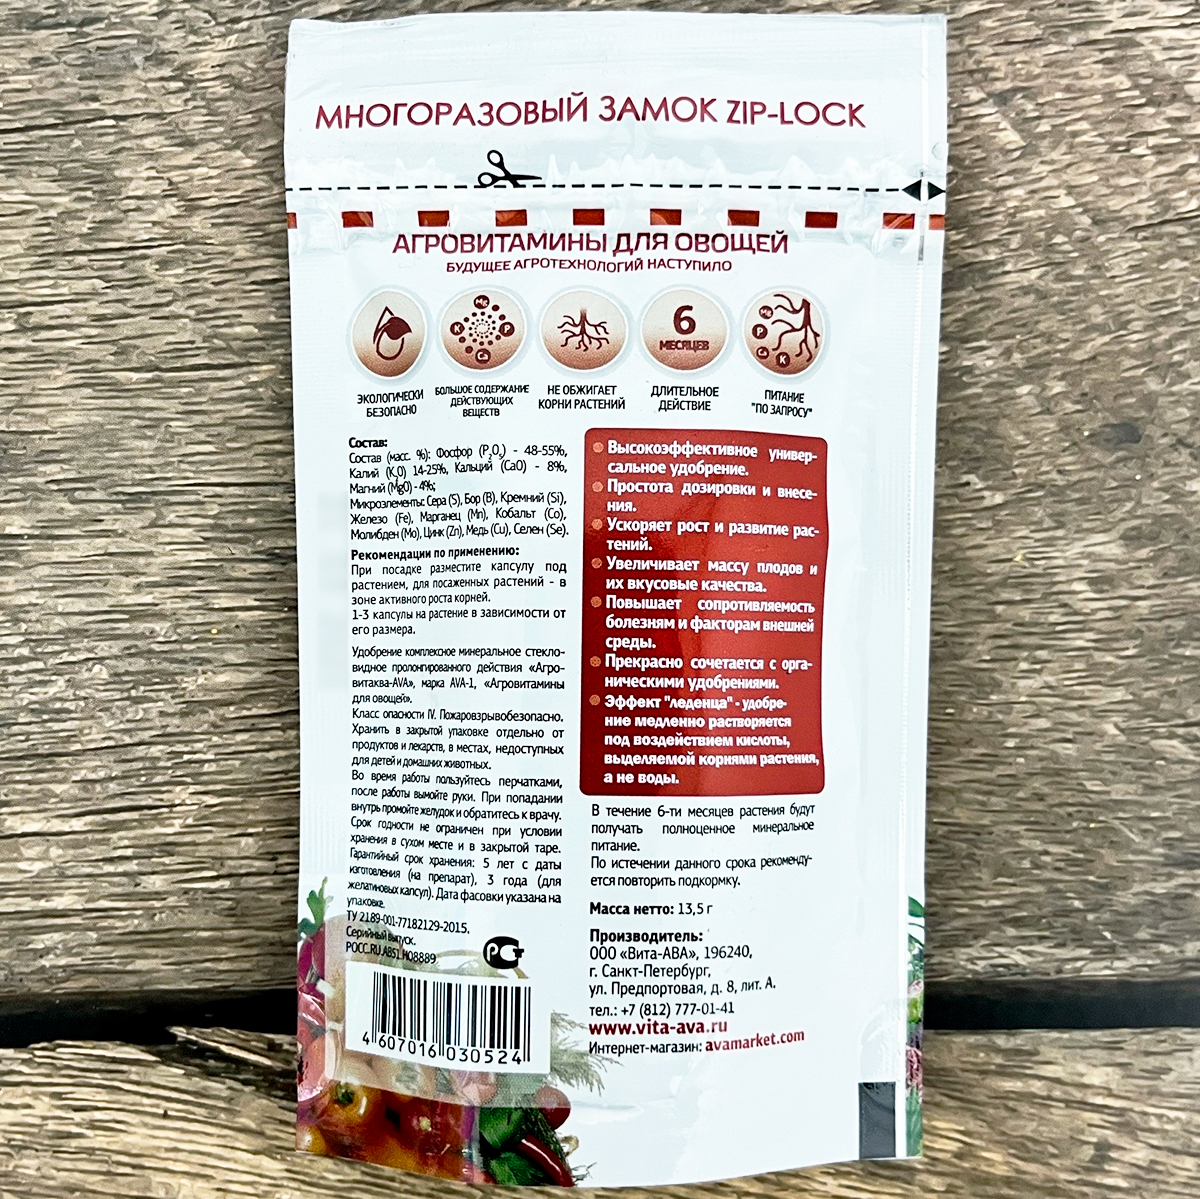 МНОГОРАЗОВЫЙ ЗАМОК ZIP-LOCK
АГРОВИТАМИНЫ ДЛЯ ОВОЩЕЙ
БУДУЩЕЕ АГРОТЕХНОЛОГИЙ НАСТУПИЛО
Mg
K
P
Ca
6
МЕСЯЦЕВ
Mg
P
Ca
K
ЭКОЛОГИЧЕСКИ
БЕЗОПАСНО
БОЛЬШОЕ СОДЕРЖАНИЕ
ДЕЙСТВУЮЩИХ
ВЕЩЕСТВ
НЕ ОБЖИГАЕТ
КОРНИ РАСТЕНИЙ
ДЛИТЕЛЬНОЕ
ДЕЙСТВИЕ
ПИТАНИЕ
"ПО ЗАПРОСУ"
Состав:
Состав (масс. %): Фосфор (P₂O₅) - 48-55%,
Калий (K₂O) 14-25%, Кальций (CaO) - 8%,
Магний (MgO) - 4%;
Микроэлементы: Сера (S), Бор (B), Кремний (Si),
Железо (Fe), Марганец (Mn), Кобальт (Co),
Молибден (Mo), Цинк (Zn), Медь (Cu), Селен (Se).
Рекомендации по применению:
При посадке разместите капсулу под
растением, для посаженных растений - в
зоне активного роста корней.
1-3 капсулы на растение в зависимости от
его размера.
Удобрение комплексное минеральное стекло-
видное пролонгированного действия «Агро-
витаква-AVA», марка AVA-1, «Агровитамины
для овощей».
Класс опасности IV. Пожаровзрывобезопасно.
Хранить в закрытой упаковке отдельно от
продуктов и лекарств, в местах, недоступных
для детей и домашних животных.
Во время работы пользуйтесь перчатками,
после работы вымойте руки. При попадании
внутрь промойте желудок и обратитесь к врачу.
Срок годности не ограничен при условии
хранения в сухом месте и в закрытой таре.
Гарантийный срок хранения: 5 лет с даты
изготовления (на препарат), 3 года (для
желатиновых капсул). Дата фасовки указана на
упаковке.
ТУ 2189-001-77182129-2015.
Серийный выпуск.
РОСС.RU.АВ51.Н08889
4 607016 030524
Высокоэффективное универ-
сальное удобрение.
Простота дозировки и внесе-
ния.
Ускоряет рост и развитие рас-
тений.
Увеличивает массу плодов и
их вкусовые качества.
Повышает сопротивляемость
болезням и факторам внешней
среды.
Прекрасно сочетается с орга-
ническими удобрениями.
Эффект "леденца" - удобре-
ние медленно растворяется
под воздействием кислоты,
выделяемой корнями растения,
а не воды.
В течение 6-ти месяцев растения будут
получать полноценное минеральное
питание.
По истечении данного срока рекоменду-
ется повторить подкормку.
Масса нетто: 13,5 г
Производитель:
ООО «Вита-АВА», 196240,
г. Санкт-Петербург,
ул. Предпортовая, д. 8, лит. А.
тел.: +7 (812) 777-01-41
www.vita-ava.ru
Интернет-магазин: avamarket.com